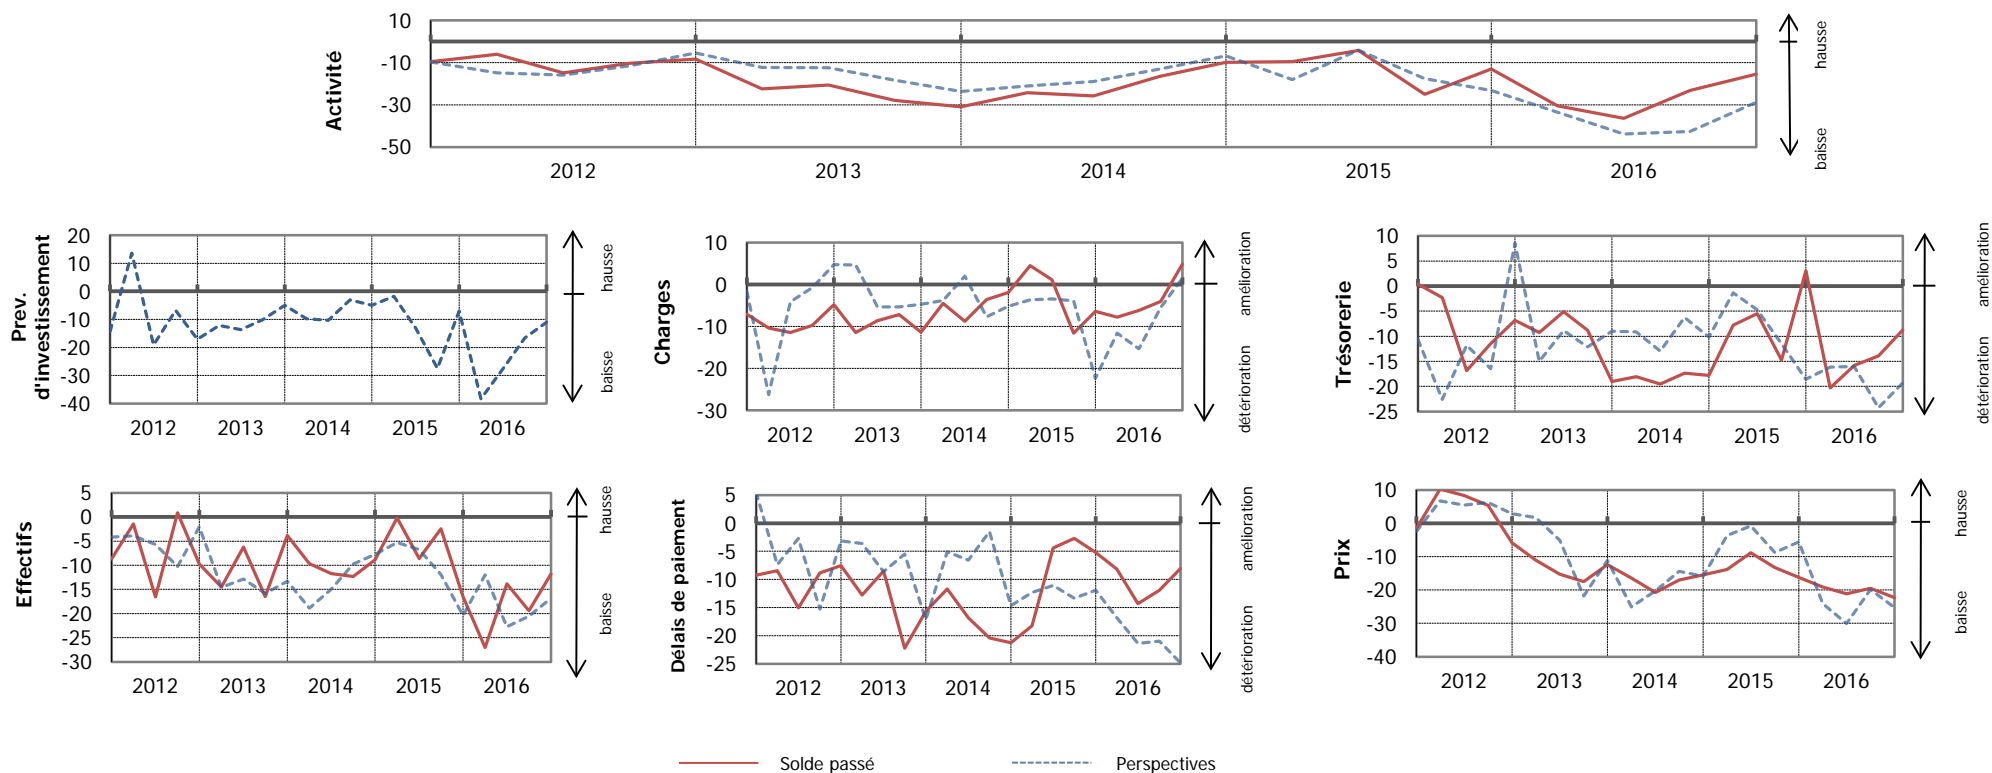 Activité
10
-10
-30
-50
2012 2013 2014 2015 2016
hausse
baisse
Prev.
d'investissement
20
10
0
-10
-20
-30
-40
2012 2013 2014 2015 2016
hausse
baisse
Charges
10
0
-10
-20
-30
2012 2013 2014 2015 2016
amélioration
détérioration
Trésorerie
10
5
0
-5
-10
-15
-20
-25
2012 2013 2014 2015 2016
amélioration
détérioration
Effectifs
5
0
-5
-10
-15
-20
-25
-30
2012 2013 2014 2015 2016
hausse
baisse
Délais de paiement
5
0
-5
-10
-15
-20
-25
2012 2013 2014 2015 2016
amélioration
détérioration
Prix
10
0
-10
-20
-30
-40
2012 2013 2014 2015 2016
hausse
baisse
Solde passé Perspectives